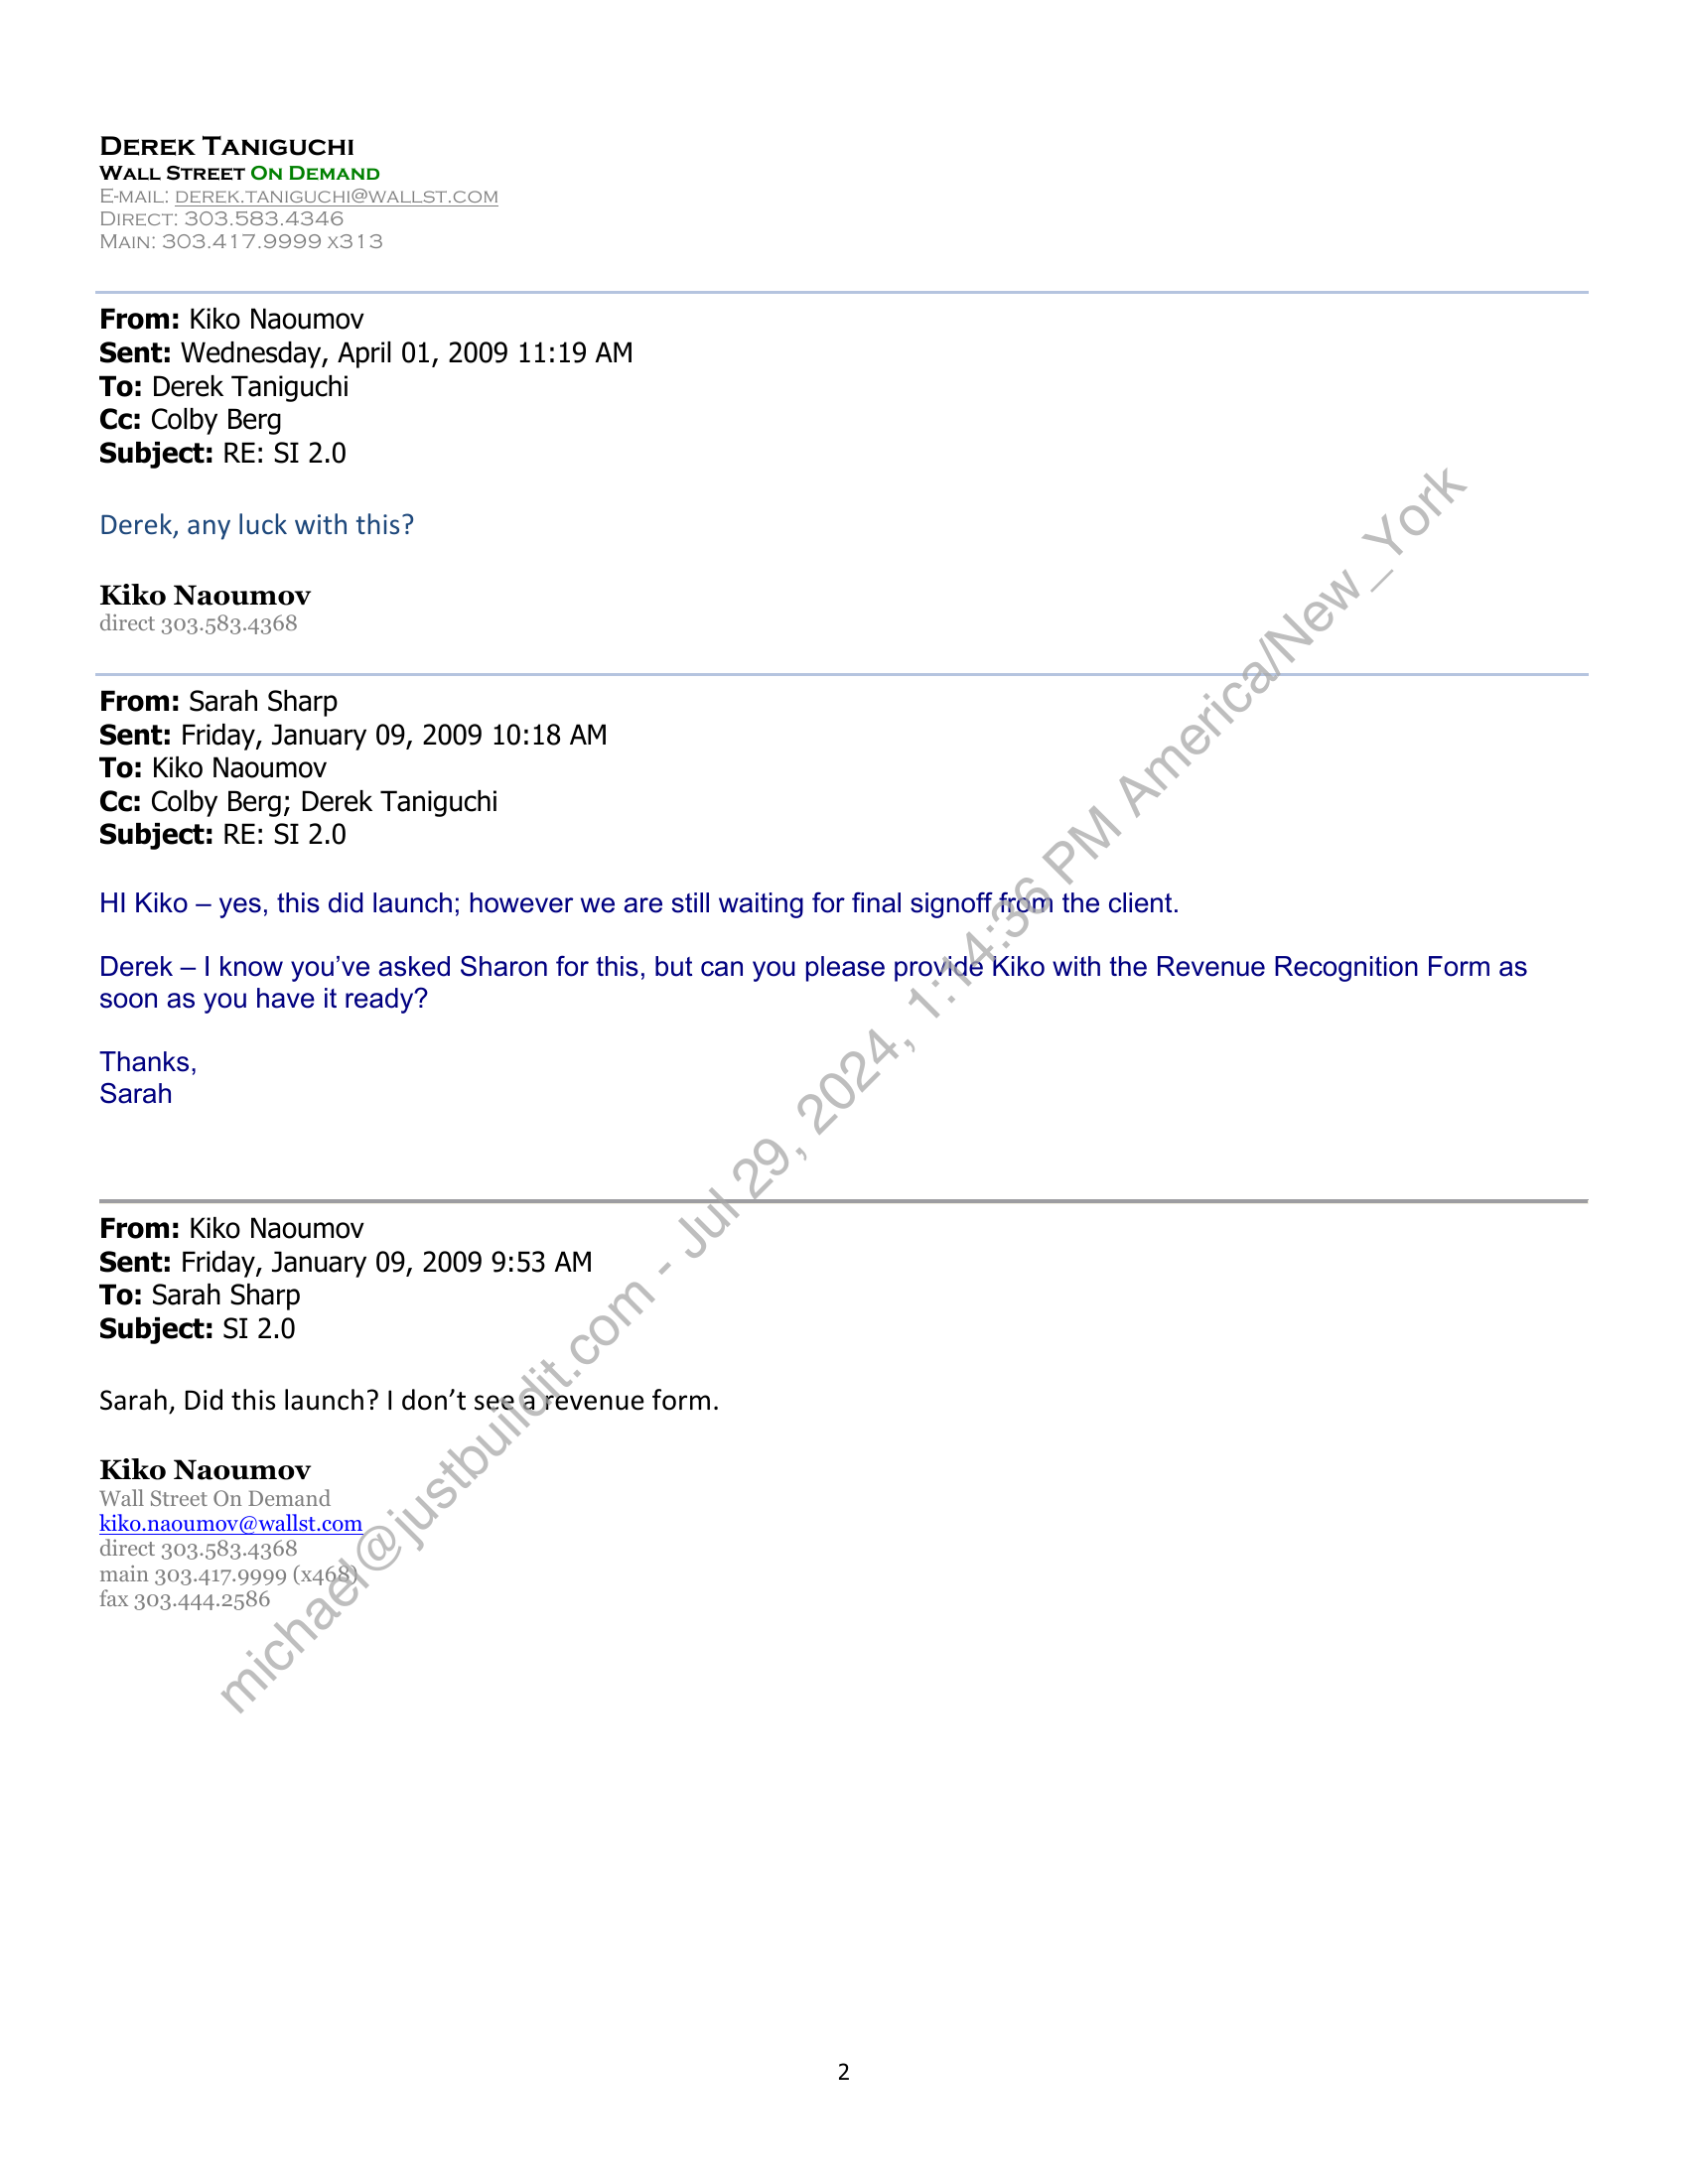 DEREK TANIGUCHI
WALL STREET ON DEMAND
E-MAIL: DEREK.TANIGUCHI@WALLST.COM
DIRECT: 303.583.4346
MAIN: 303.417.9999 X313
From: Kiko Naoumov
Sent: Wednesday, April 01, 2009 11:19 AM
To: Derek Taniguchi
Cc: Colby Berg
Subject: RE: SI 2.0
Derek, any luck with this?
Kiko Naoumov
direct 303.583.4368
From: Sarah Sharp
Sent: Friday, January 09, 2009 10:18 AM
To: Kiko Naoumov
Cc: Colby Berg; Derek Taniguchi
Subject: RE: SI 2.0
HI Kiko – yes, this did launch; however we are still waiting for final signoff from the client.
Derek – I know you’ve asked Sharon for this, but can you please provide Kiko with the Revenue Recognition Form as
soon as you have it ready?
Thanks,
Sarah
From: Kiko Naoumov
Sent: Friday, January 09, 2009 9:53 AM
To: Sarah Sharp
Subject: SI 2.0
Sarah, Did this launch? I don’t see a revenue form.
Kiko Naoumov
Wall Street On Demand
kiko.naoumov@wallst.com
direct 303.583.4368
main 303.417.9999 (x468)
fax 303.444.2586
michael@justbuildit.com - Jul 29, 2024, 1:14:36 PM America/New_York
2